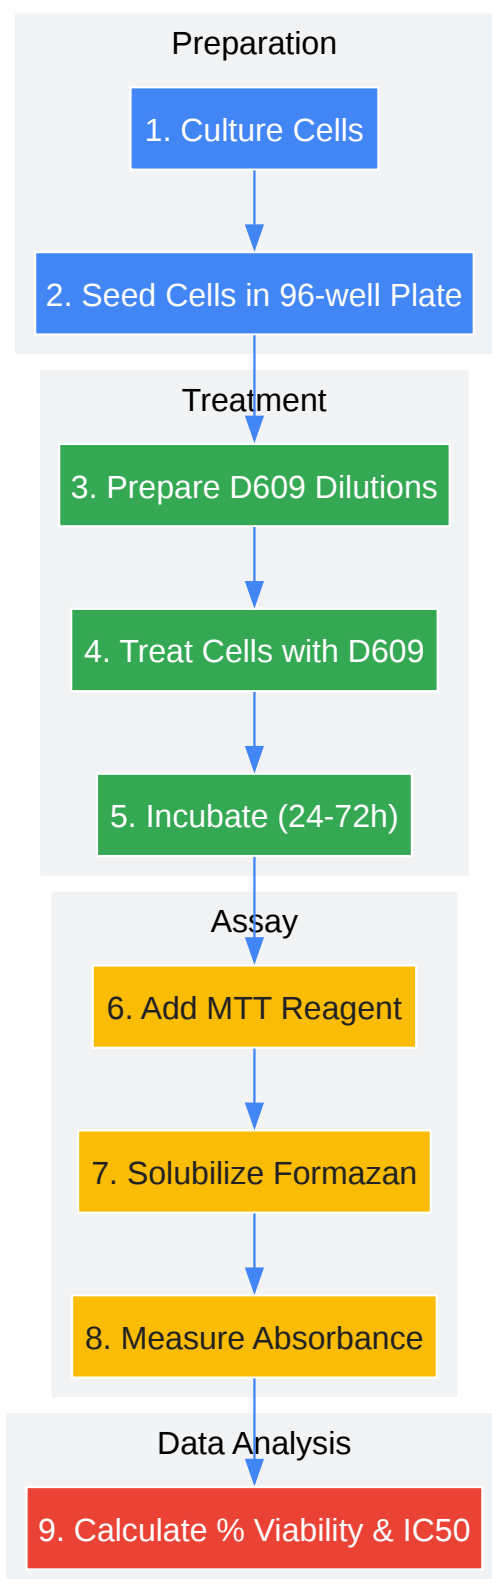 Preparation
1. Culture Cells
2. Seed Cells in 96-well Plate
Treatment
3. Prepare D609 Dilutions
4. Treat Cells with D609
5. Incubate (24-72h)
Assay
6. Add MTT Reagent
7. Solubilize Formazan
8. Measure Absorbance
Data Analysis
9. Calculate % Viability & IC50